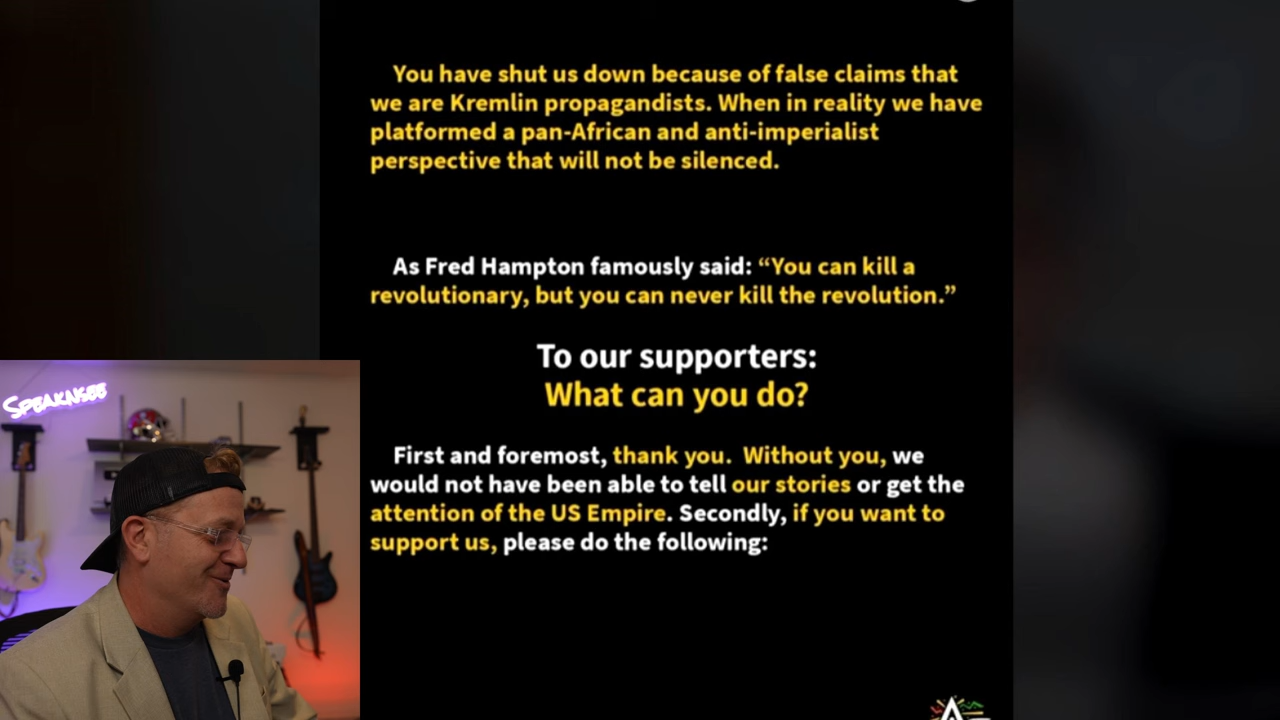 You have shut us down because of false claims that
we are Kremlin propagandists. When in reality we have
platformed a pan-African and anti-imperialist
perspective that will not be silenced.
As Fred Hampton famously said: “You can kill a
revolutionary, but you can never kill the revolution.”
To our supporters:
What can you do?
First and foremost, thank you.  Without you, we
would not have been able to tell our stories or get the
attention of the US Empire. Secondly, if you want to
support us, please do the following:
SPEAKNSEE